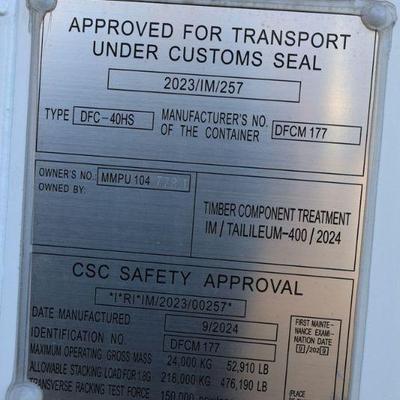 APPROVED FOR TRANSPORT
UNDER CUSTOMS SEAL
2023/IM/257
TYPE DFC-40HS
MANUFACTURER'S NO.
OF THE CONTAINER DFCM 177
OWNER'S NO.: MMPU 104
OWNED BY:
TIMBER COMPONENT TREATMENT
IM/TAILILEUM-400/2024
CSC SAFETY APPROVAL
*I*RI*IM/2023/00257*
DATE MANUFACTURED 9/2024
IDENTIFICATION NO. DFCM 177
MAXIMUM OPERATING GROSS MASS 24,000 KG 52,910 LB
ALLOWABLE STACKING LOAD FOR 1.8G 216,000 KG 476,190 LB
TRANSVERSE RACKING TEST FORCE 150,000
FIRST MAINTE-
NANCE EXAMI-
NATION DATE
9/2029